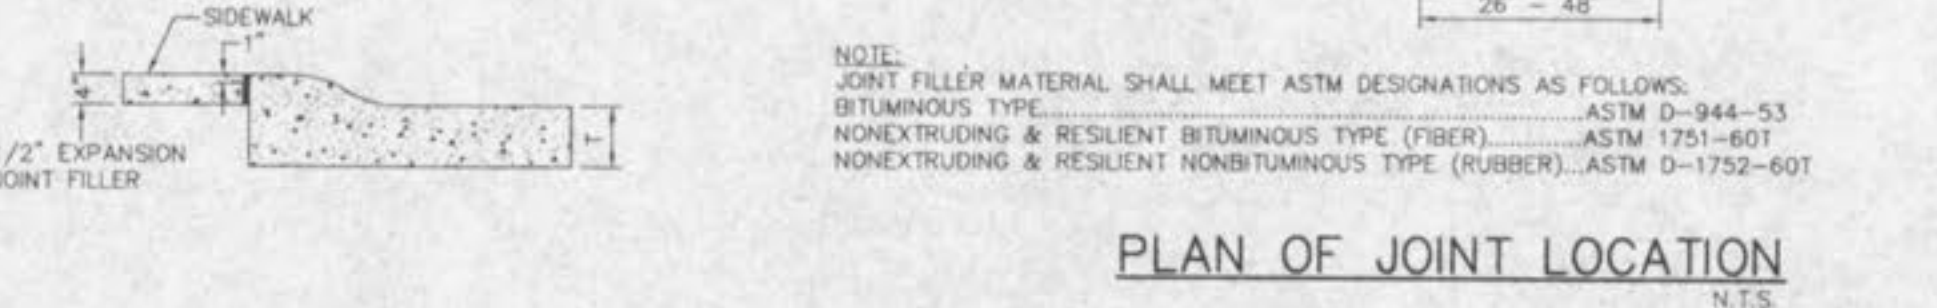 SIDEWALK
1"
4"
T
/2" EXPANSION
JOINT FILLER
26 - 48
NOTE:
JOINT FILLER MATERIAL SHALL MEET ASTM DESIGNATIONS AS FOLLOWS:
BITUMINOUS TYPE..........ASTM D-944-53
NONEXTRUDING & RESILIENT BITUMINOUS TYPE (FIBER)..........ASTM 1751-60T
NONEXTRUDING & RESILIENT NONBITUMINOUS TYPE (RUBBER)...ASTM D-1752-60T
PLAN OF JOINT LOCATION
N.T.S.